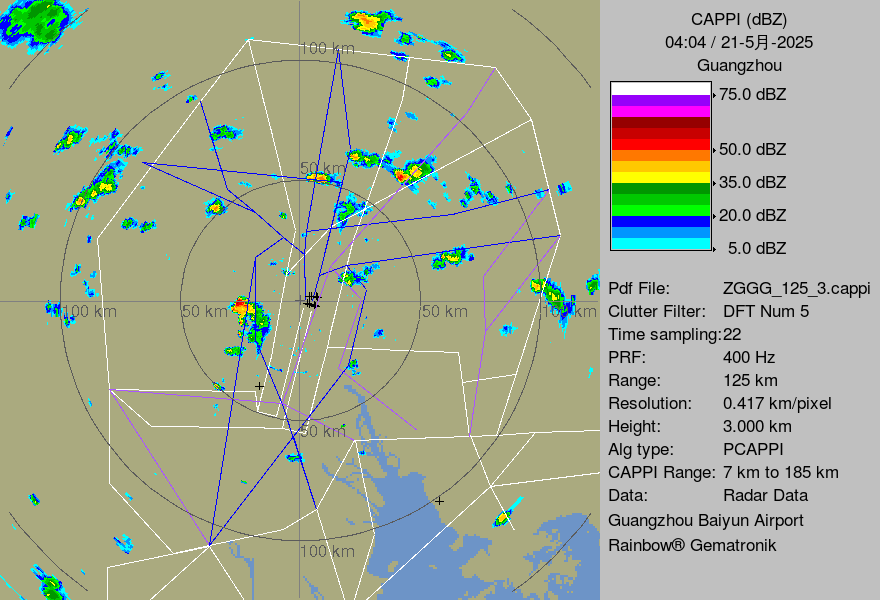 CAPPI (dBZ)
04:04 / 21-5月-2025
Guangzhou
75.0 dBZ
50.0 dBZ
35.0 dBZ
20.0 dBZ
5.0 dBZ
Pdf File: ZGGG_125_3.cappi
Clutter Filter: DFT Num 5
Time sampling:22
PRF: 400 Hz
Range: 125 km
Resolution: 0.417 km/pixel
Height: 3.000 km
Alg type: PCAPPI
CAPPI Range: 7 km to 185 km
Data: Radar Data
Guangzhou Baiyun Airport
Rainbow® Gematronik
100 km
50 km
100 km
50 km
50 km
100 km
50 km
100 km